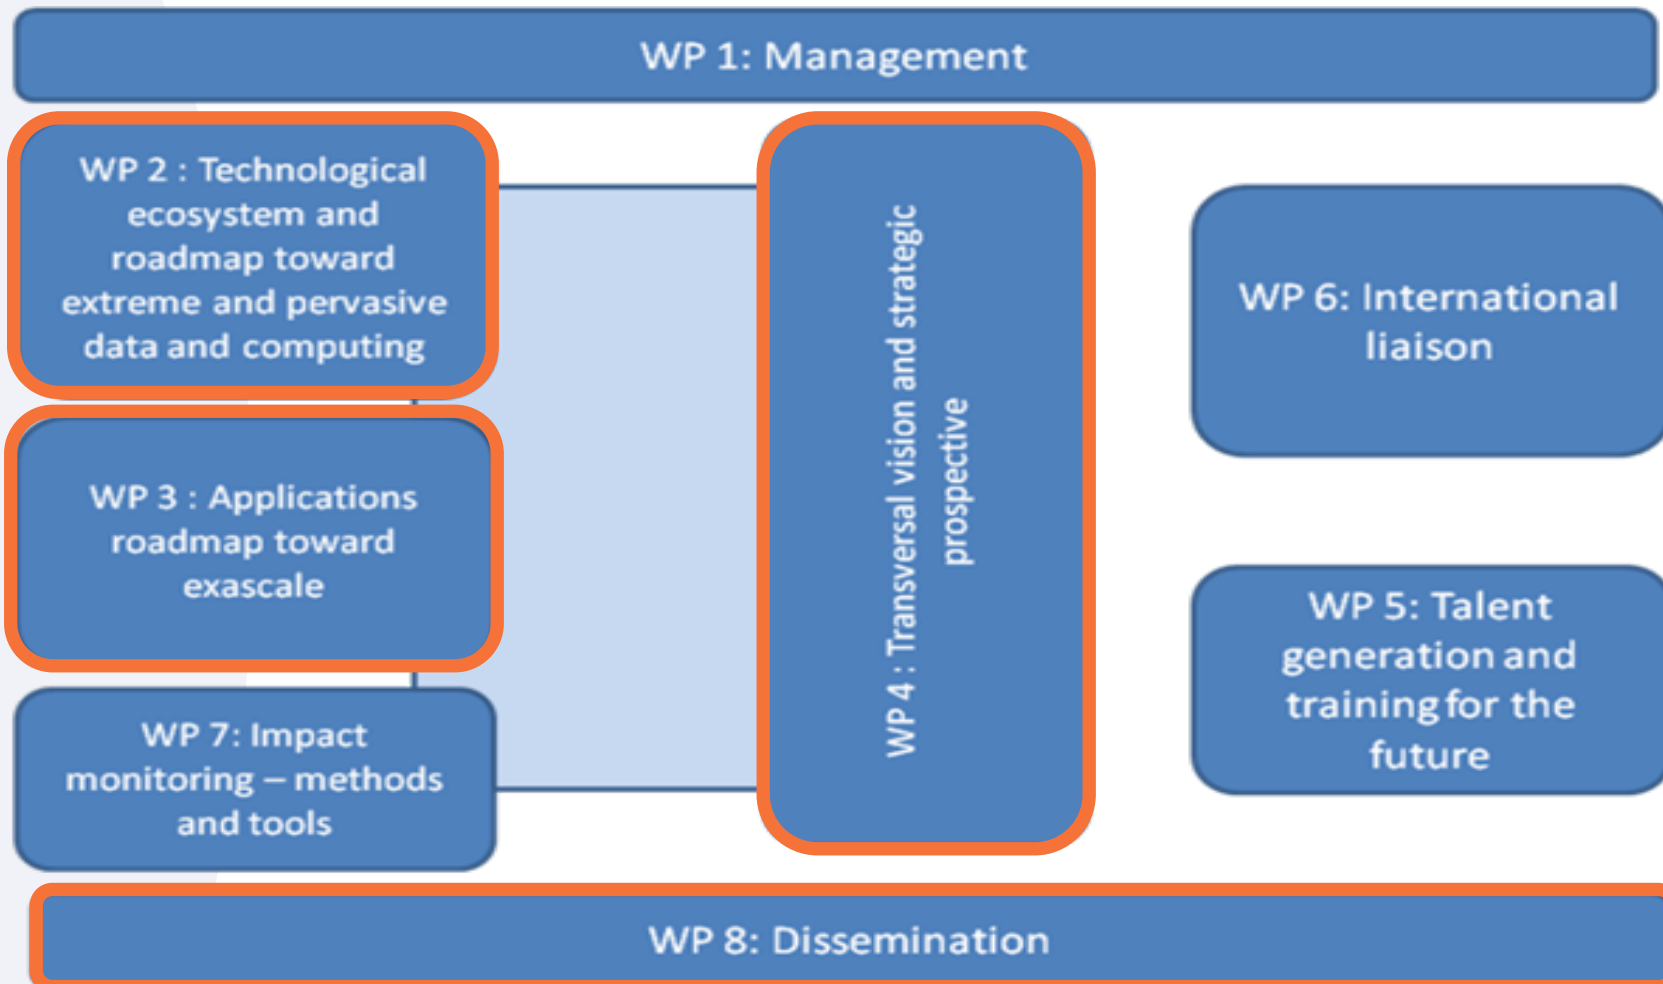 WP 1: Management
WP 2 : Technological
ecosystem and
roadmap toward
extreme and pervasive
data and computing
WP 3 : Applications
roadmap toward
exascale
WP 7: Impact
monitoring – methods
and tools
WP 4 : Transversal vision and strategic
prospective
WP 6: International
liaison
WP 5: Talent
generation and
training for the
future
WP 8: Dissemination